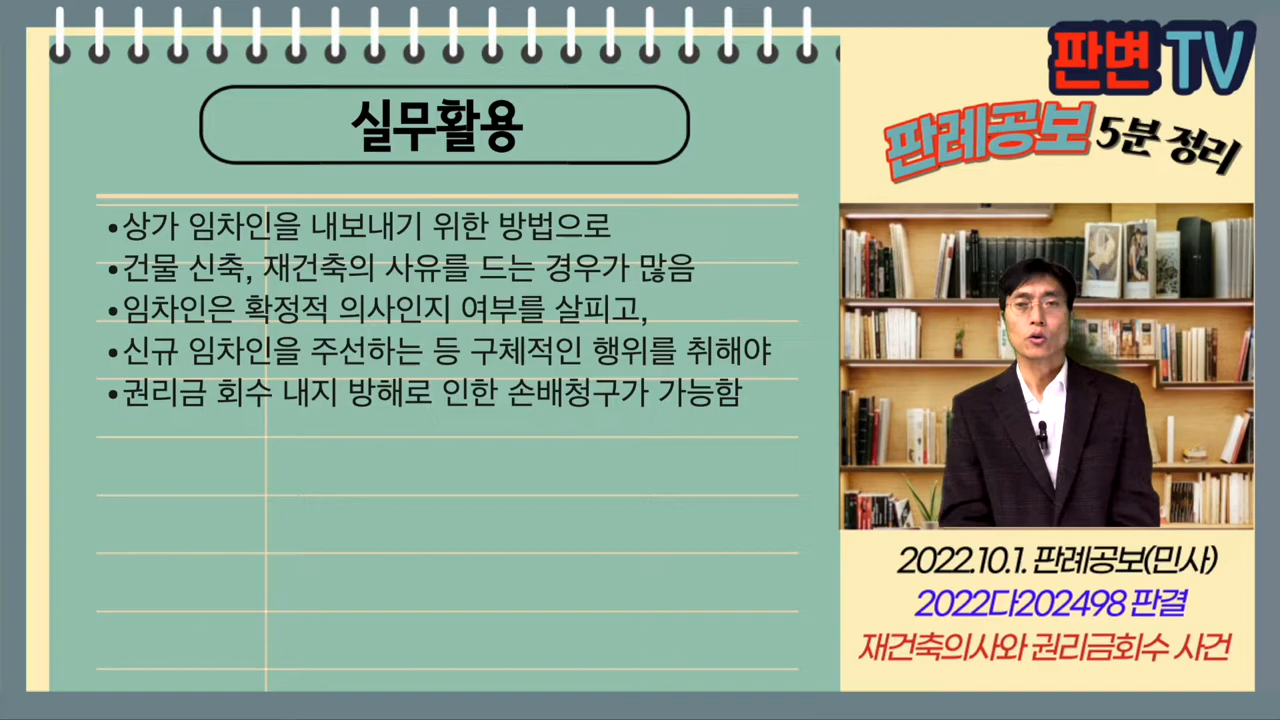 실무활용
•상가 임차인을 내보내기 위한 방법으로
•건물 신축, 재건축의 사유를 드는 경우가 많음
•임차인은 확정적 의사인지 여부를 살피고,
•신규 임차인을 주선하는 등 구체적인 행위를 취해야
•권리금 회수 내지 방해로 인한 손배청구가 가능함
판변 TV
판례공보 5분 정리
2022.10.1. 판례공보(민사)
2022다202498 판결
재건축의사와 권리금회수 사건